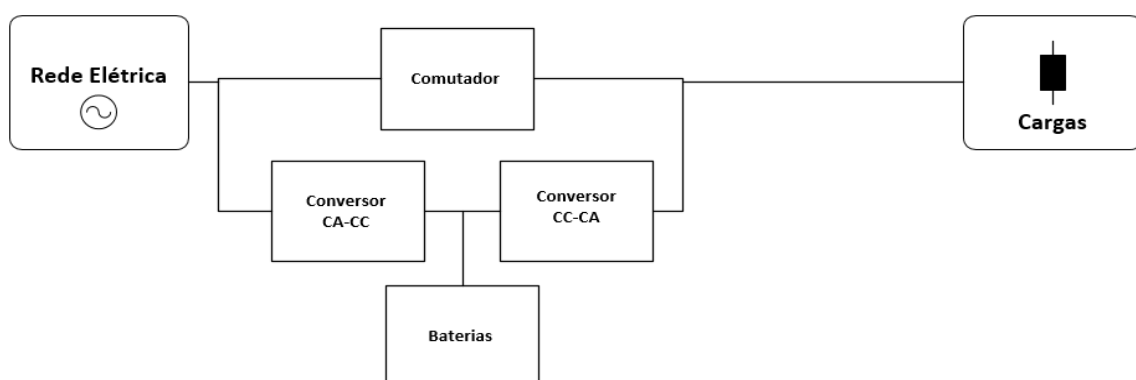 Rede Elétrica
Comutador
Cargas
Conversor
CA-CC
Conversor
CC-CA
Baterias